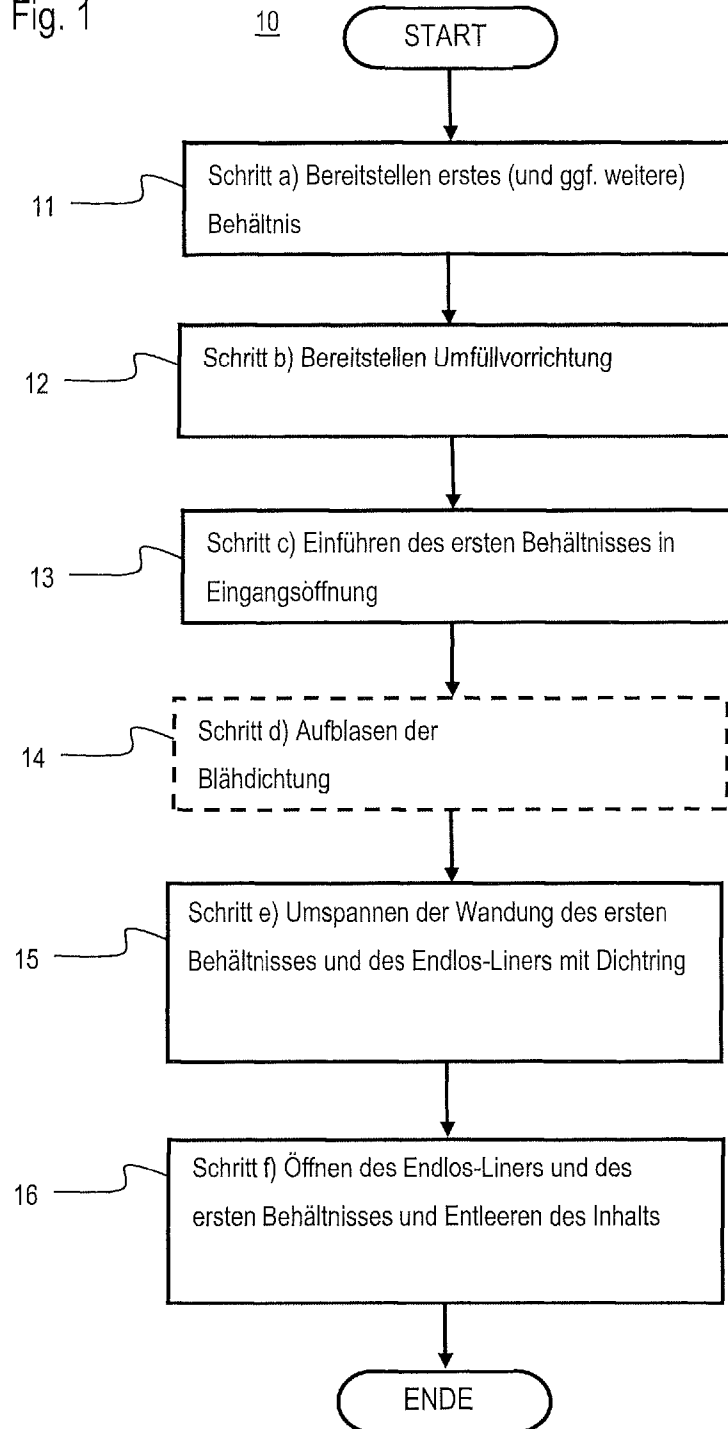 Fig. 1
10
START
11
Schritt a) Bereitstellen erstes (und ggf. weitere)
Behältnis
12
Schritt b) Bereitstellen Umfüllvorrichtung
13
Schritt c) Einführen des ersten Behältnisses in
Eingangsöffnung
14
Schritt d) Aufblasen der
Blähdichtung
15
Schritt e) Umspannen der Wandung des ersten
Behältnisses und des Endlos-Liners mit Dichtring
16
Schritt f) Öffnen des Endlos-Liners und des
ersten Behältnisses und Entleeren des Inhalts
ENDE